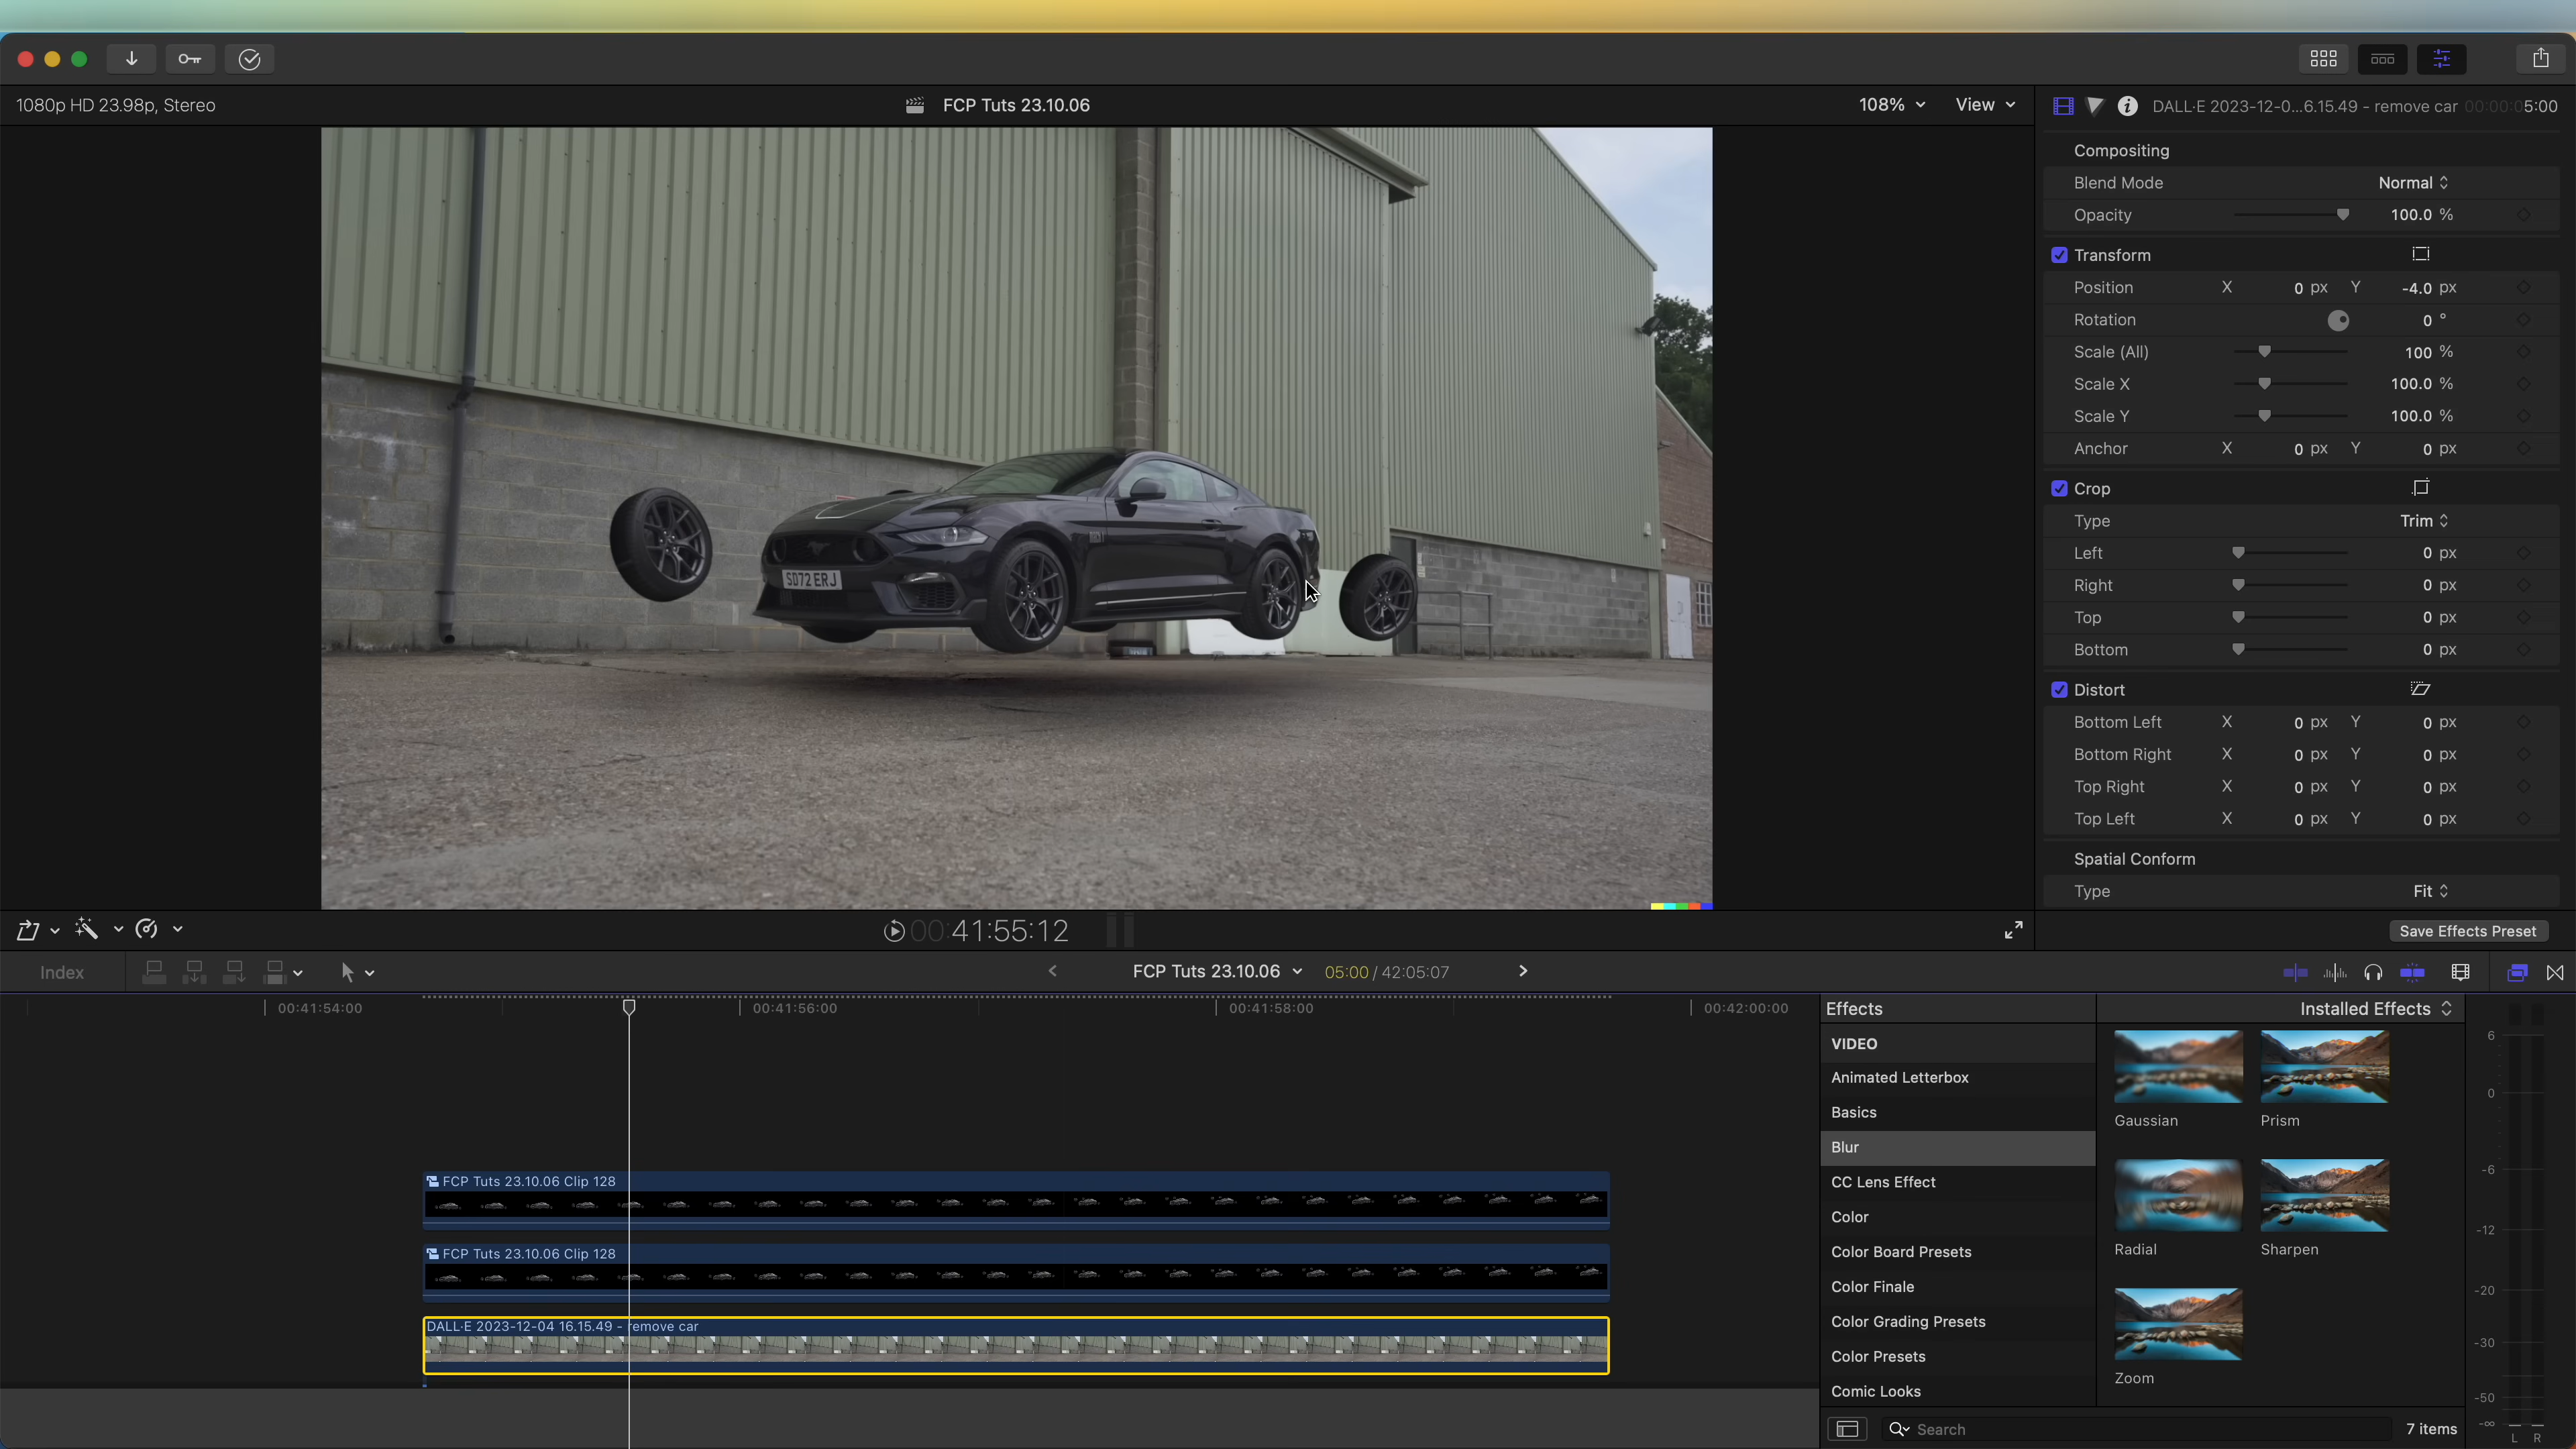 1080p HD 23.98p, Stereo
FCP Tuts 23.10.06
108%
View
DALL·E 2023-12-0...6.15.49 - remove car
00:00:05:00
Compositing
Blend Mode Normal
Opacity 100.0 %
Transform
Position X 0 px Y -4.0 px
Rotation 0 °
Scale (All) 100 %
Scale X 100.0 %
Scale Y 100.0 %
Anchor X 0 px Y 0 px
Crop
Type Trim
Left 0 px
Right 0 px
Top 0 px
Bottom 0 px
Distort
Bottom Left X 0 px Y 0 px
Bottom Right X 0 px Y 0 px
Top Right X 0 px Y 0 px
Top Left X 0 px Y 0 px
Spatial Conform
Type Fit
SD72 ERJ
00:41:55:12
Save Effects Preset
Index
FCP Tuts 23.10.06
05:00 / 42:05:07
00:41:54:00
00:41:56:00
00:41:58:00
00:42:00:00
FCP Tuts 23.10.06 Clip 128
FCP Tuts 23.10.06 Clip 128
DALL·E 2023-12-04 16.15.49 - remove car
Effects
Installed Effects
VIDEO
Animated Letterbox
Basics
Blur
CC Lens Effect
Color
Color Board Presets
Color Finale
Color Grading Presets
Color Presets
Comic Looks
Gaussian
Prism
Radial
Sharpen
Zoom
Search
7 items
6
0
-6
-12
-20
-30
-50
-∞
L R